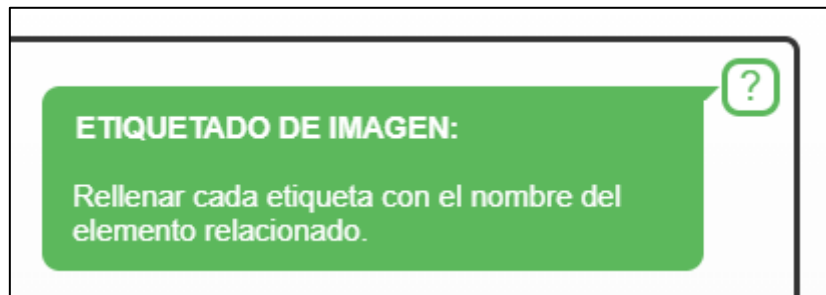 ?
ETIQUETADO DE IMAGEN:
Rellenar cada etiqueta con el nombre del
elemento relacionado.